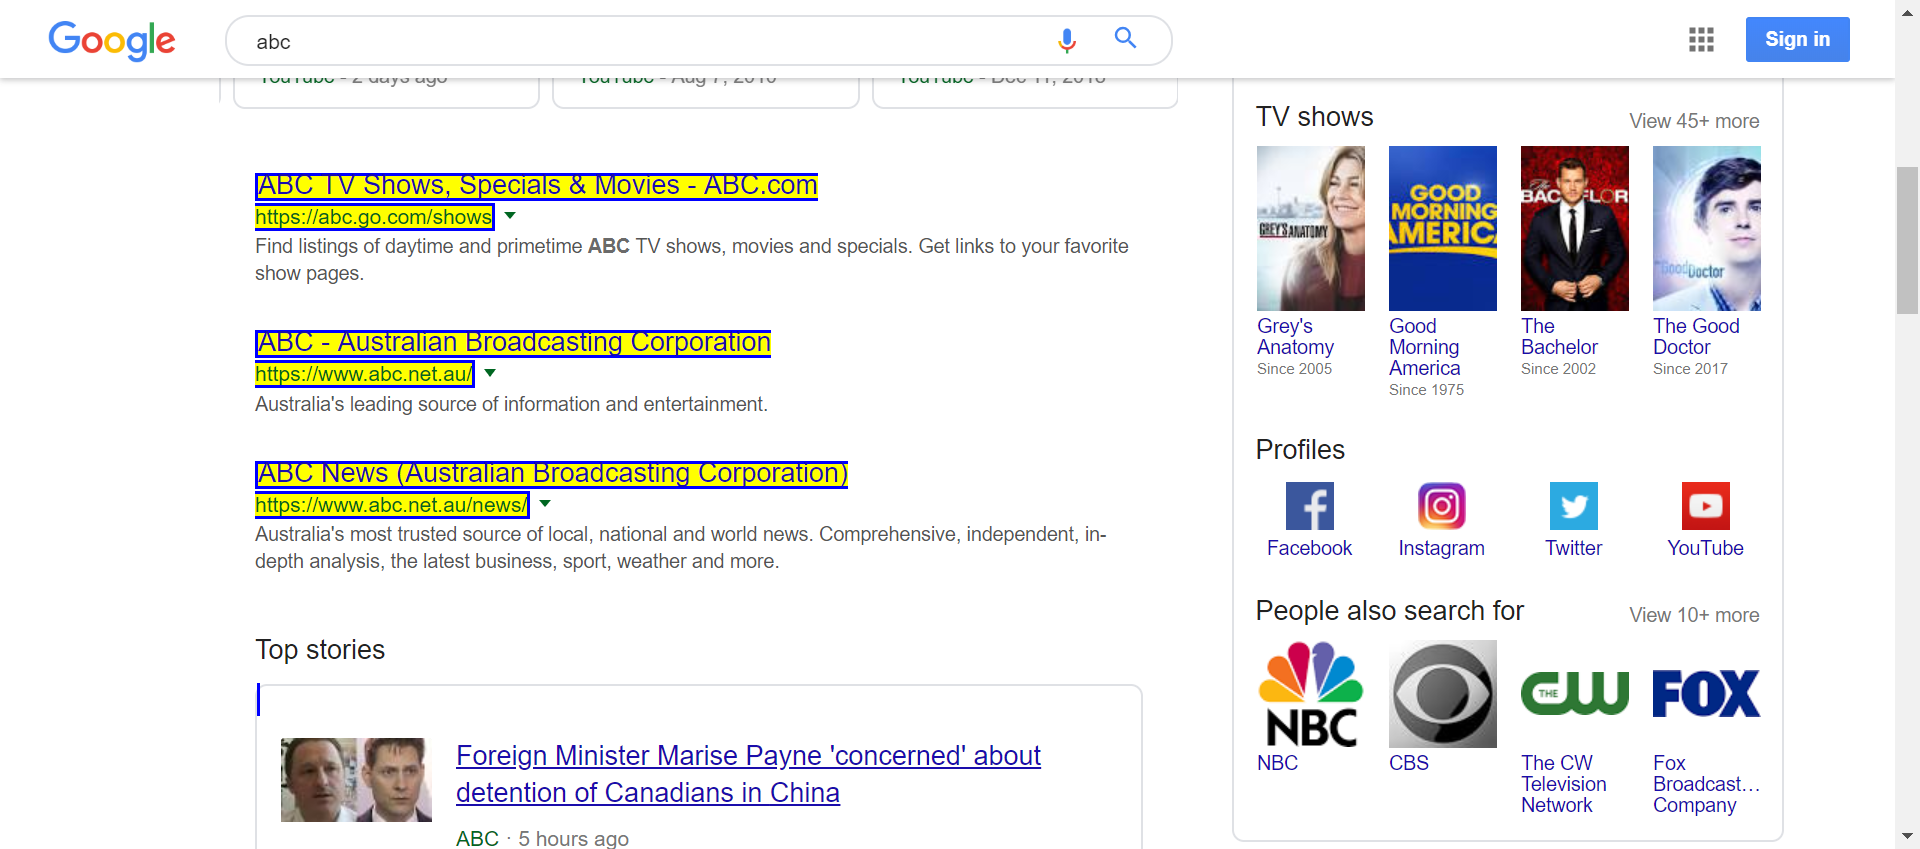 Google
abc
Sign in
YouTube - 2 days ago
YouTube - Aug 7, 2018
YouTube - Dec 17, 2018
ABC TV Shows, Specials & Movies - ABC.com
https://abc.go.com/shows
Find listings of daytime and primetime ABC TV shows, movies and specials. Get links to your favorite
show pages.
ABC - Australian Broadcasting Corporation
https://www.abc.net.au/
Australia's leading source of information and entertainment.
ABC News (Australian Broadcasting Corporation)
https://www.abc.net.au/news/
Australia's most trusted source of local, national and world news. Comprehensive, independent, in-
depth analysis, the latest business, sport, weather and more.
Top stories
Foreign Minister Marise Payne 'concerned' about
detention of Canadians in China
ABC · 5 hours ago
TV shows
View 45+ more
GREY'S ANATOMY
GOOD
MORNING
AMERICA
The
BACHELOR
the GoodDoctor
Grey's
Anatomy
Since 2005
Good
Morning
America
Since 1975
The
Bachelor
Since 2002
The Good
Doctor
Since 2017
Profiles
Facebook
Instagram
Twitter
YouTube
People also search for
View 10+ more
NBC
THE CW
FOX
NBC
CBS
The CW
Television
Network
Fox
Broadcast…
Company